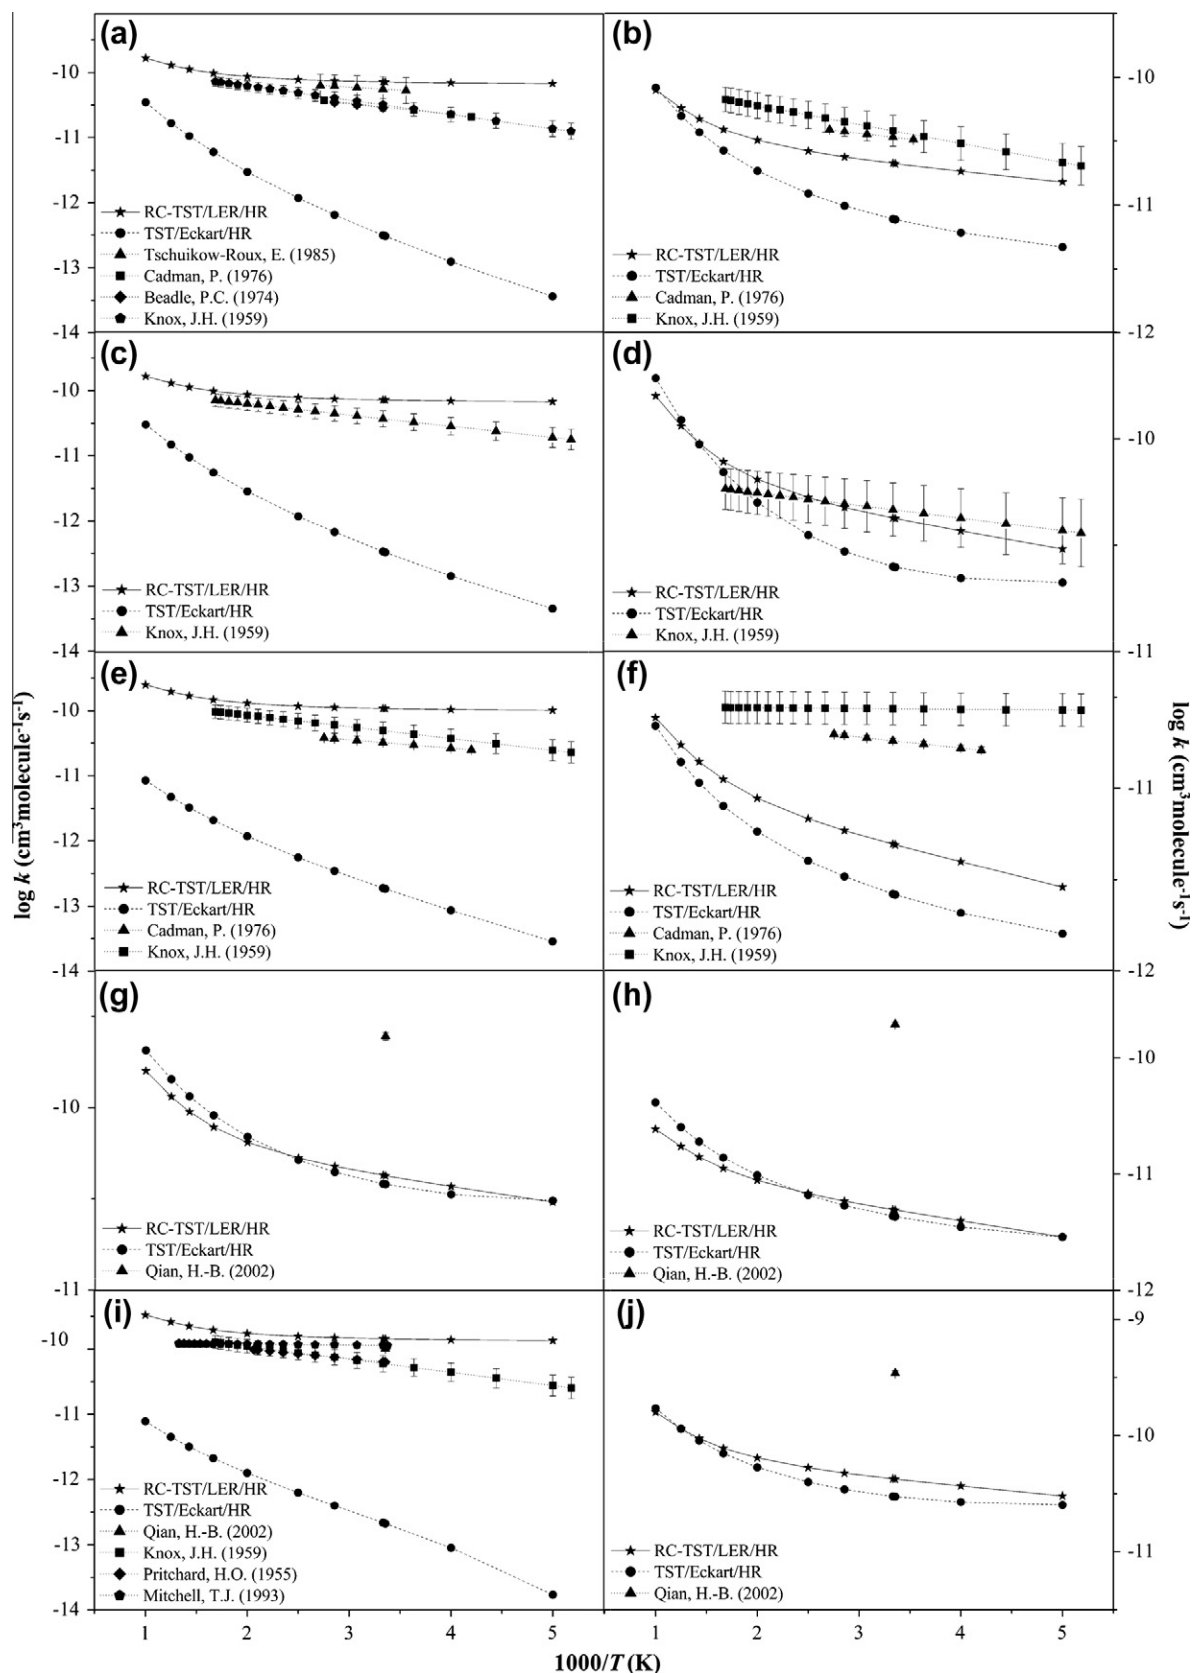 (a)
-10
-11
-12
-13
-14
RC-TST/LER/HR
TST/Eckart/HR
Tschuikow-Roux, E. (1985)
Cadman, P. (1976)
Beadle, P.C. (1974)
Knox, J.H. (1959)
(b)
-10
-11
-12
RC-TST/LER/HR
TST/Eckart/HR
Cadman, P. (1976)
Knox, J.H. (1959)
(c)
-10
-11
-12
-13
-14
RC-TST/LER/HR
TST/Eckart/HR
Knox, J.H. (1959)
(d)
-10
-11
RC-TST/LER/HR
TST/Eckart/HR
Knox, J.H. (1959)
(e)
-10
-11
-12
-13
-14
RC-TST/LER/HR
TST/Eckart/HR
Cadman, P. (1976)
Knox, J.H. (1959)
(f)
-11
-12
RC-TST/LER/HR
TST/Eckart/HR
Cadman, P. (1976)
Knox, J.H. (1959)
log k (cm³molecule⁻¹s⁻¹)
log k (cm³molecule⁻¹s⁻¹)
(g)
-10
-11
RC-TST/LER/HR
TST/Eckart/HR
Qian, H.-B. (2002)
(h)
-10
-11
-12
RC-TST/LER/HR
TST/Eckart/HR
Qian, H.-B. (2002)
(i)
-10
-11
-12
-13
-14
RC-TST/LER/HR
TST/Eckart/HR
Qian, H.-B. (2002)
Knox, J.H. (1959)
Pritchard, H.O. (1955)
Mitchell, T.J. (1993)
(j)
-9
-10
-11
RC-TST/LER/HR
TST/Eckart/HR
Qian, H.-B. (2002)
1 2 3 4 5
1 2 3 4 5
1000/T (K)